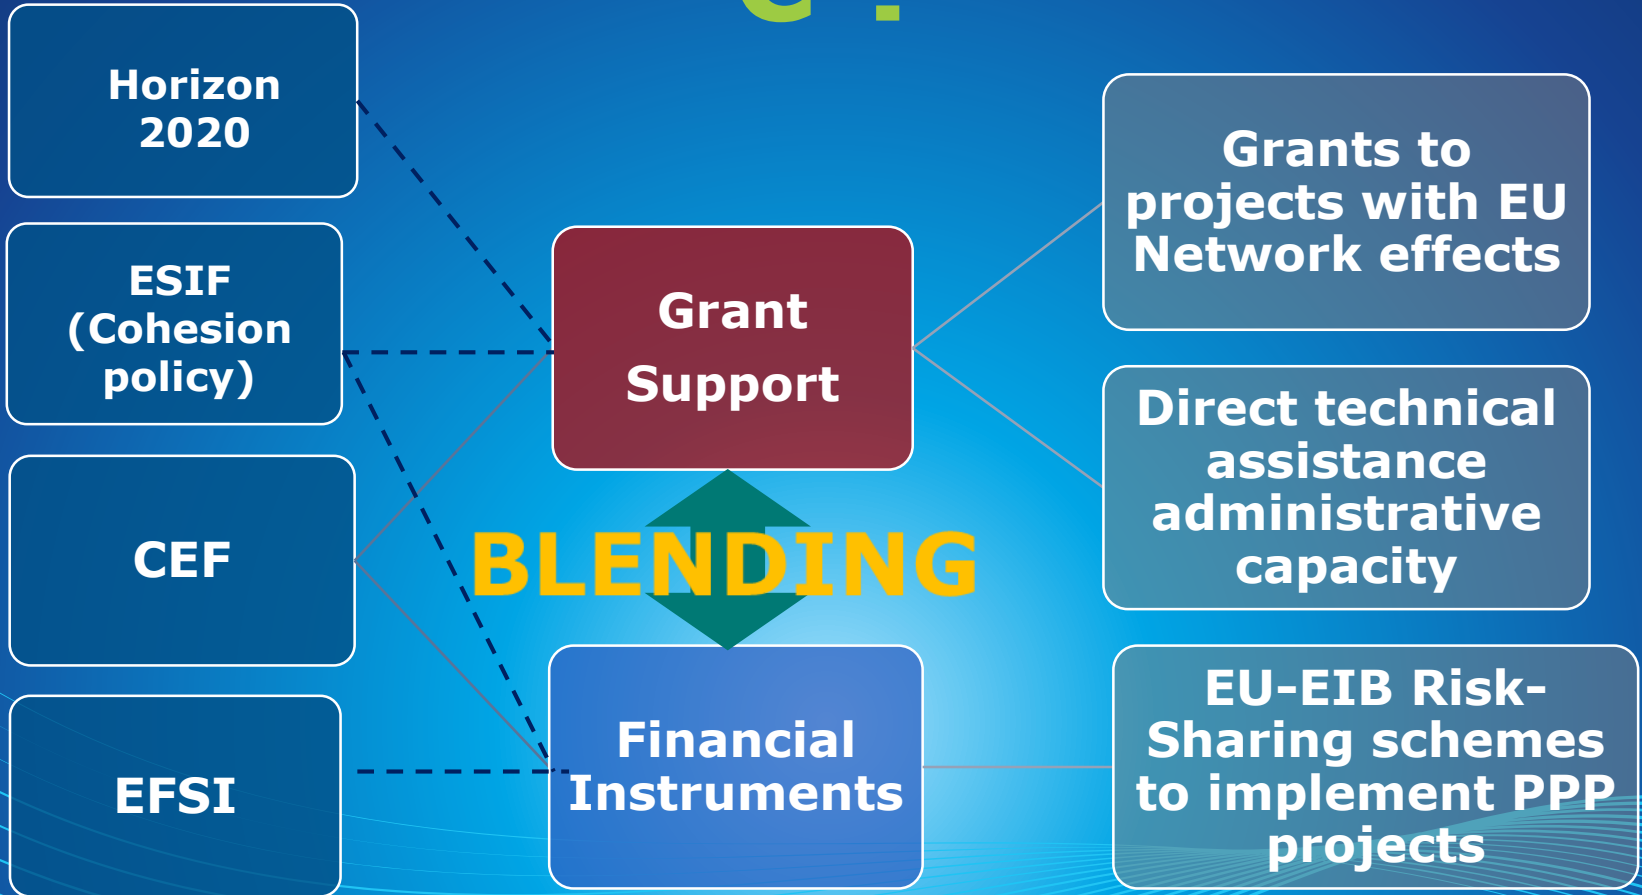 Horizon
2020
ESIF
(Cohesion
policy)
CEF
EFSI
Grant
Support
BLENDING
Financial
Instruments
Grants to
projects with EU
Network effects
Direct technical
assistance
administrative
capacity
EU–EIB Risk–
Sharing schemes
to implement PPP
projects